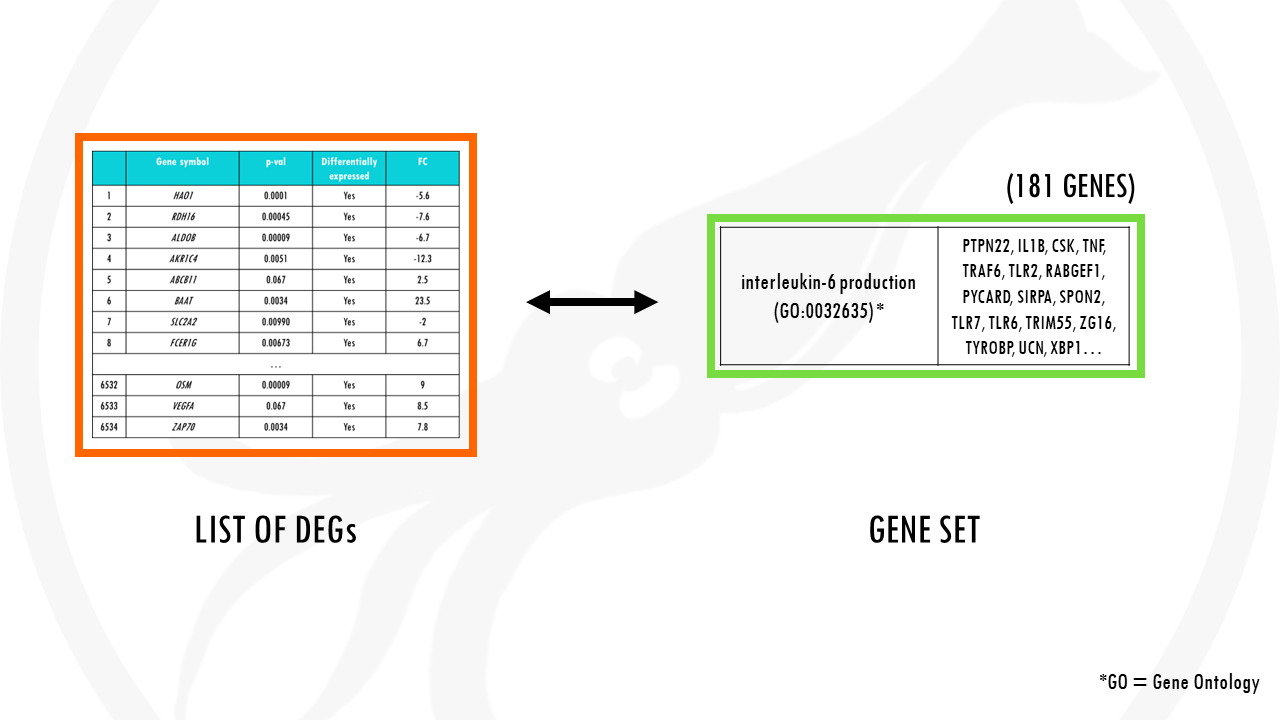 Gene symbol p-val Differentially expressed FC
1 HAO1 0.0001 Yes -5.6
2 RDH16 0.00045 Yes -7.6
3 ALDOB 0.00009 Yes -6.7
4 AKR1C4 0.0051 Yes -12.3
5 ABCB11 0.067 Yes 2.5
6 BAAT 0.0034 Yes 23.5
7 SLC2A2 0.00990 Yes -2
8 FCER1G 0.00673 Yes 6.7
...
6532 OSM 0.00009 Yes 9
6533 VEGFA 0.067 Yes 8.5
6534 ZAP70 0.0034 Yes 7.8
LIST OF DEGs
(181 GENES)
interleukin-6 production
(GO:0032635)*
PTPN22, IL1B, CSK, TNF,
TRAF6, TLR2, RABGEF1,
PYCARD, SIRPA, SPON2,
TLR7, TLR6, TRIM55, ZG16,
TYROBP, UCN, XBP1...
GENE SET
*GO = Gene Ontology